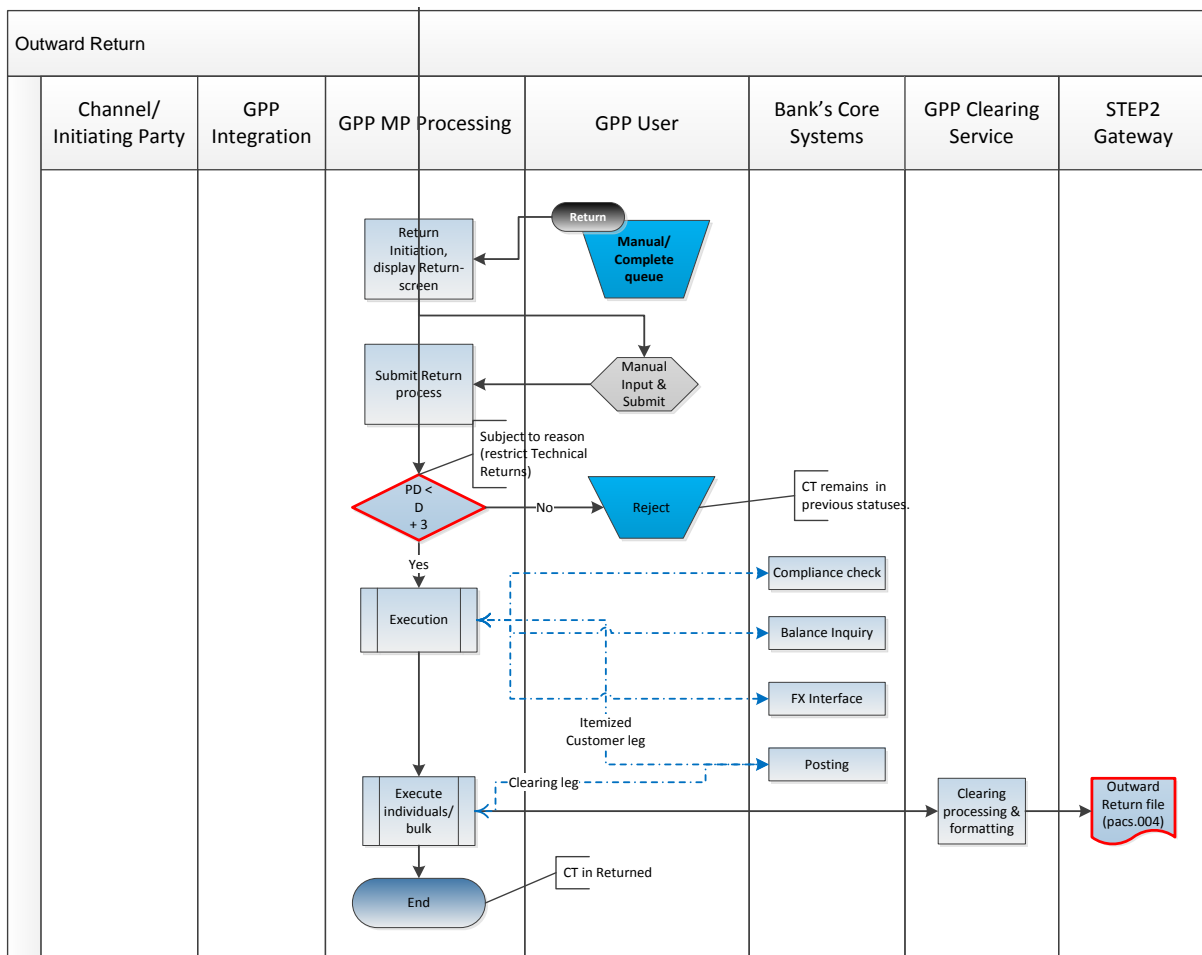 Outward Return
Channel/
Initiating Party
GPP
Integration
GPP MP Processing
GPP User
Bank's Core
Systems
GPP Clearing
Service
STEP2
Gateway
Return
Manual/
Complete
queue
Return
Initiation,
display Return-
screen
Manual
Input &
Submit
Submit Return
process
Subject to reason
(restrict Technical
Returns)
PD <
D
+ 3
No
Reject
CT remains in
previous statuses.
Yes
Compliance check
Execution
Balance Inquiry
FX Interface
Itemized
Customer leg
Posting
Clearing leg
Execute
individuals/
bulk
Clearing
processing &
formatting
Outward
Return file
(pacs.004)
CT in Returned
End